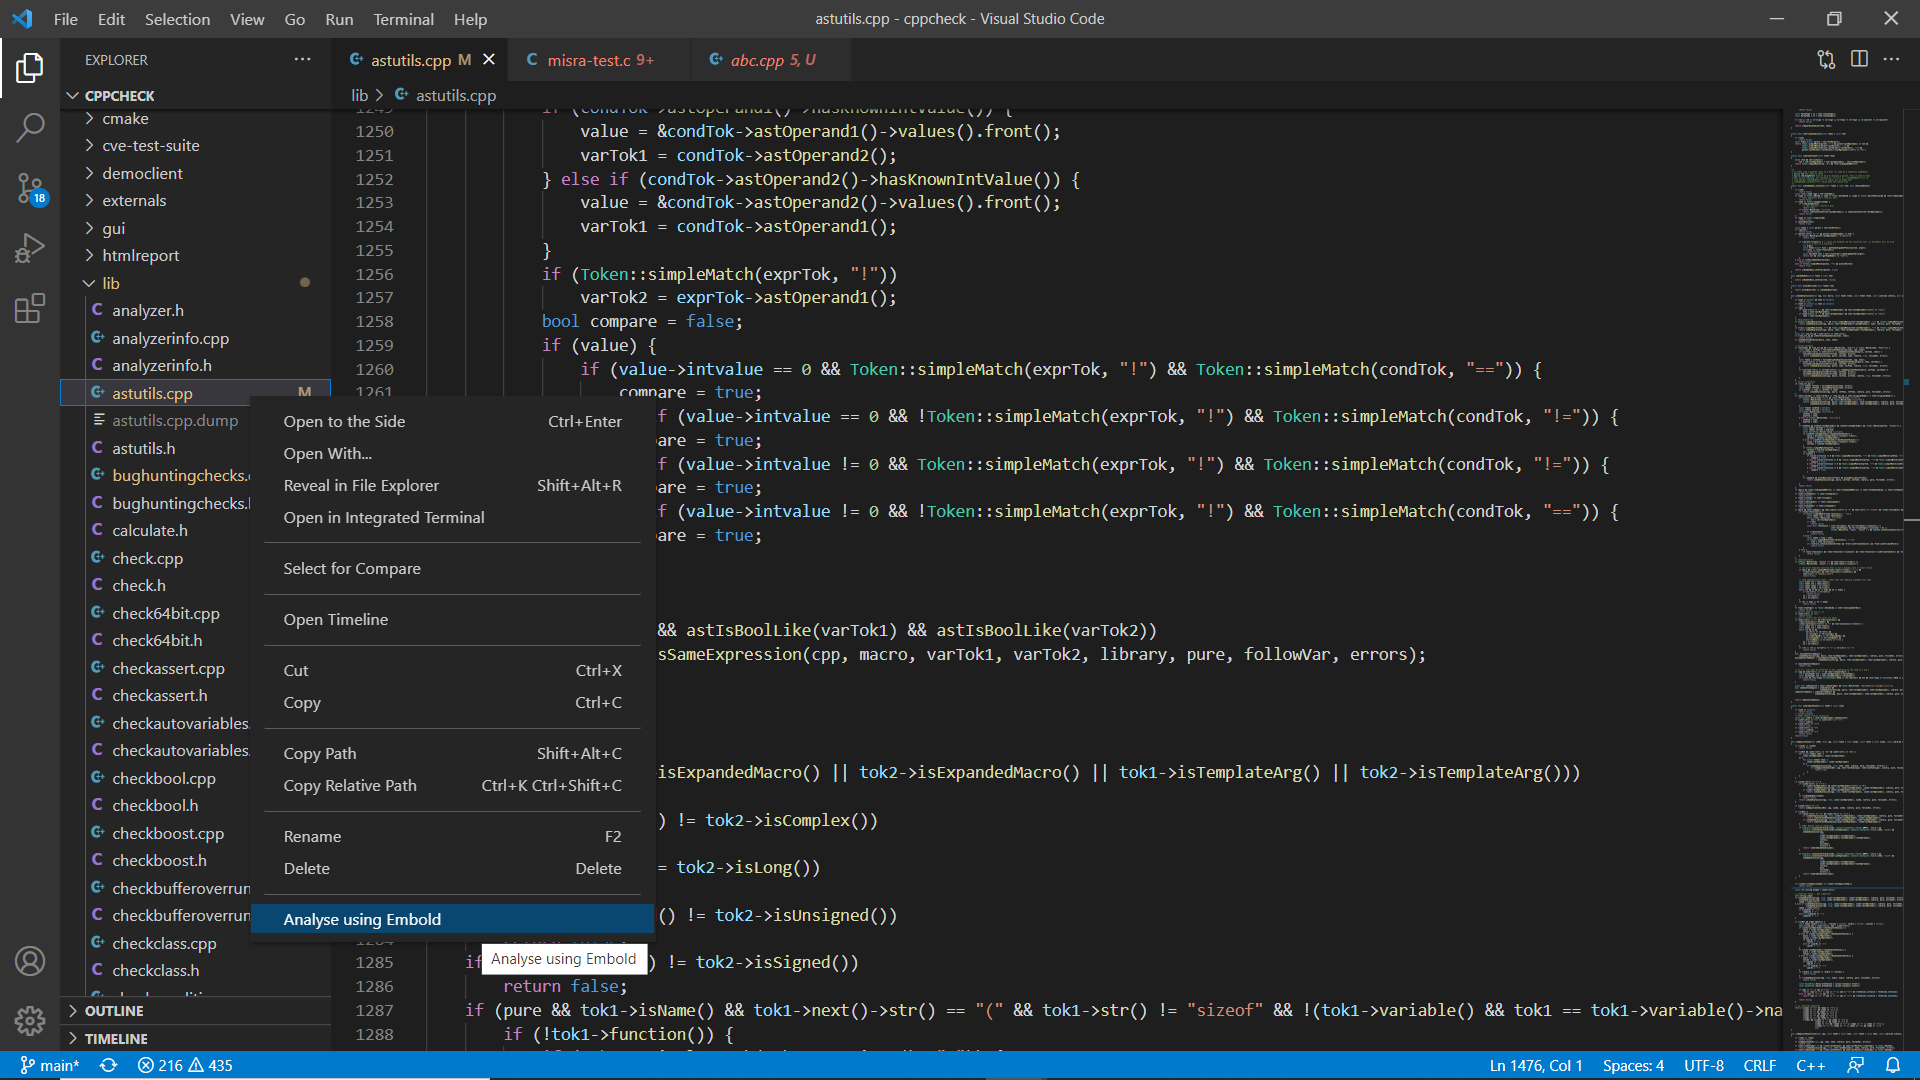 File Edit Selection View Go Run Terminal Help
astutils.cpp - cppcheck - Visual Studio Code
EXPLORER
CPPCHECK
cmake
cve-test-suite
democlient
externals
gui
htmlreport
lib
analyzer.h
analyzerinfo.cpp
analyzerinfo.h
astutils.cpp M
astutils.cpp.dump
astutils.h
bughuntingchecks.
bughuntingchecks.
calculate.h
check.cpp
check.h
check64bit.cpp
check64bit.h
checkassert.cpp
checkassert.h
checkautovariables.
checkautovariables.
checkbool.cpp
checkbool.h
checkboost.cpp
checkboost.h
checkbufferoverrun
checkbufferoverrun
checkclass.cpp
checkclass.h
OUTLINE
TIMELINE
18
astutils.cpp M
misra-test.c 9+
abc.cpp 5, U
lib > astutils.cpp
1249 if (condTok->astOperand1()->hasKnownIntValue()) {
1250 value = &condTok->astOperand1()->values().front();
1251 varTok1 = condTok->astOperand2();
1252 } else if (condTok->astOperand2()->hasKnownIntValue()) {
1253 value = &condTok->astOperand2()->values().front();
1254 varTok1 = condTok->astOperand1();
1255 }
1256 if (Token::simpleMatch(exprTok, "!"))
1257 varTok2 = exprTok->astOperand1();
1258 bool compare = false;
1259 if (value) {
1260 if (value->intvalue == 0 && Token::simpleMatch(exprTok, "!") && Token::simpleMatch(condTok, "==")) {
1261 compare = true;
f (value->intvalue == 0 && !Token::simpleMatch(exprTok, "!") && Token::simpleMatch(condTok, "!=")) {
are = true;
f (value->intvalue != 0 && Token::simpleMatch(exprTok, "!") && Token::simpleMatch(condTok, "!=")) {
are = true;
f (value->intvalue != 0 && !Token::simpleMatch(exprTok, "!") && Token::simpleMatch(condTok, "==")) {
are = true;
&& astIsBoolLike(varTok1) && astIsBoolLike(varTok2))
sSameExpression(cpp, macro, varTok1, varTok2, library, pure, followVar, errors);
isExpandedMacro() || tok2->isExpandedMacro() || tok1->isTemplateArg() || tok2->isTemplateArg()))
) != tok2->isComplex())
= tok2->isLong())
() != tok2->isUnsigned())
1284
1285 if ) != tok2->isSigned())
1286 return false;
1287 if (pure && tok1->isName() && tok1->next()->str() == "(" && tok1->str() != "sizeof" && !(tok1->variable() && tok1 == tok1->variable()->na
1288 if (!tok1->function()) {
Open to the Side Ctrl+Enter
Open With...
Reveal in File Explorer Shift+Alt+R
Open in Integrated Terminal
Select for Compare
Open Timeline
Cut Ctrl+X
Copy Ctrl+C
Copy Path Shift+Alt+C
Copy Relative Path Ctrl+K Ctrl+Shift+C
Rename F2
Delete Delete
Analyse using Embold
Analyse using Embold
main* 216 435
Ln 1476, Col 1 Spaces: 4 UTF-8 CRLF C++